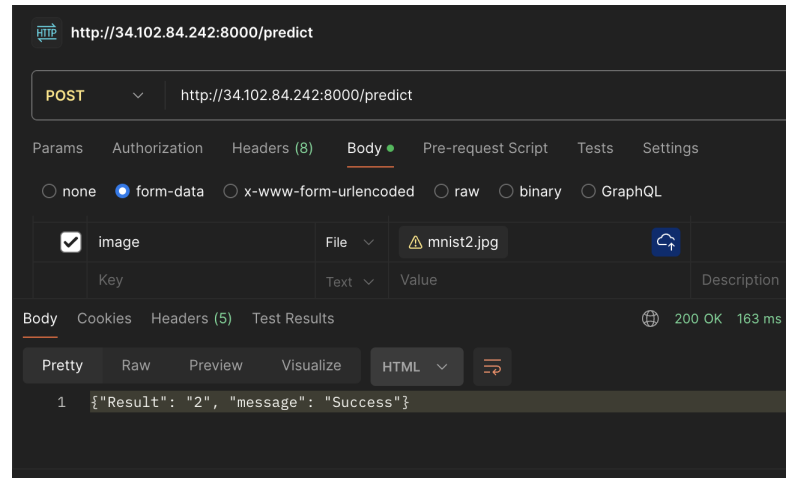 HTTP http://34.102.84.242:8000/predict
POST http://34.102.84.242:8000/predict
Params Authorization Headers (8) Body Pre-request Script Tests Settings
none form-data x-www-form-urlencoded raw binary GraphQL
image File mnist2.jpg
Key Text Value Description
Body Cookies Headers (5) Test Results 200 OK 163 ms
Pretty Raw Preview Visualize HTML
1 {"Result": "2", "message": "Success"}